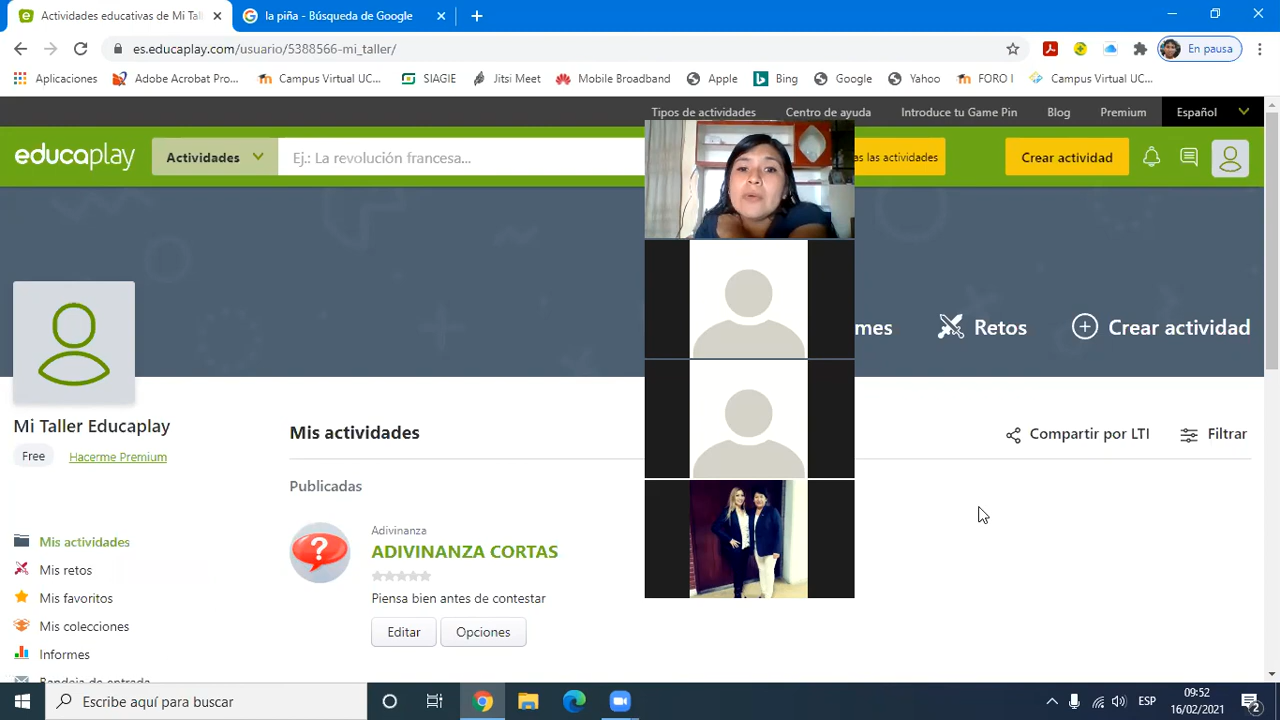 Actividades educativas de Mi Tal
la piña - Búsqueda de Google
es.educaplay.com/usuario/5388566-mi_taller/
En pausa
Aplicaciones
Adobe Acrobat Pro...
Campus Virtual UC...
SIAGIE
Jitsi Meet
Mobile Broadband
Apple
Bing
Google
Yahoo
FORO I
Campus Virtual UC...
Tipos de actividades
Centro de ayuda
Introduce tu Game Pin
Blog
Premium
Español
educaplay
Actividades
Ej.: La revolución francesa...
as las actividades
Crear actividad
mes
Retos
Crear actividad
Mi Taller Educaplay
Free
Hacerme Premium
Mis actividades
Compartir por LTI
Filtrar
Publicadas
Adivinanza
ADIVINANZA CORTAS
Piensa bien antes de contestar
Editar
Opciones
Mis actividades
Mis retos
Mis favoritos
Mis colecciones
Informes
Bandeja de entrada
Escribe aquí para buscar
ESP
09:52
16/02/2021
2